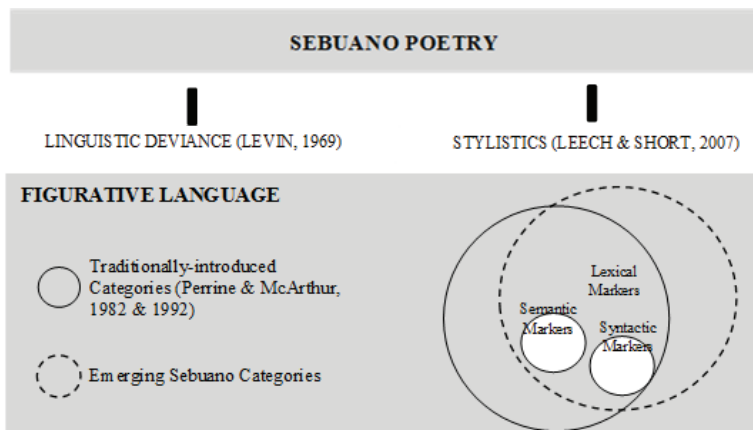 SEBUANO POETRY
LINGUISTIC DEVIANCE (LEVIN, 1969)
STYLISTICS (LEECH & SHORT, 2007)
FIGURATIVE LANGUAGE
Traditionally-introduced
Categories (Perrine & McArthur,
1982 & 1992)
Emerging Sebuano Categories
Lexical
Markers
Semantic
Markers
Syntactic
Markers